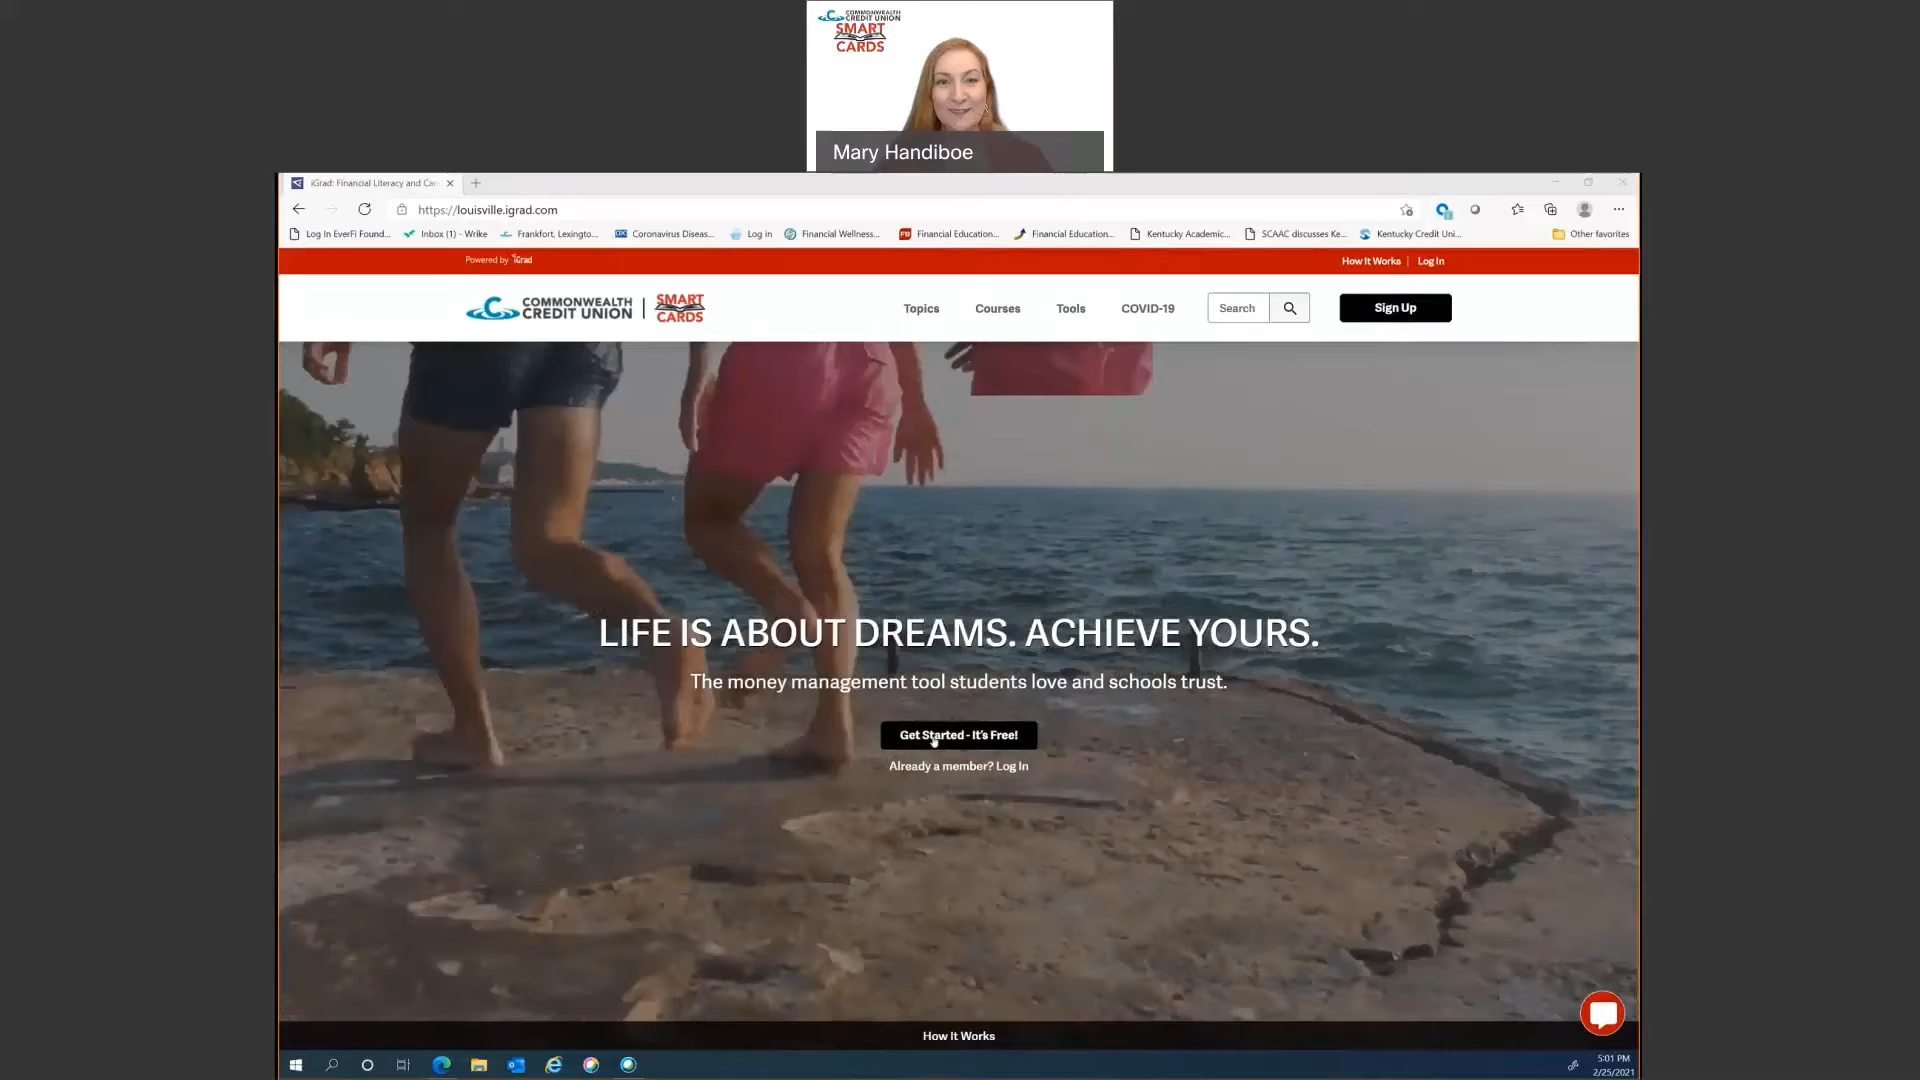 COMMONWEALTH
CREDIT UNION
SMART
CARDS
Mary Handiboe
iGrad: Financial Literacy and Car
https://louisville.igrad.com
Log In EverFi Found... Inbox (1) - Wrike Frankfort, Lexingto... Coronavirus Diseas... Log in Financial Wellness... Financial Education... Financial Education... Kentucky Academic... SCAAC discusses Ke... Kentucky Credit Uni... Other favorites
Powered by iGrad How It Works | Log In
COMMONWEALTH
CREDIT UNION
SMART
CARDS
Topics Courses Tools COVID-19 Search Sign Up
LIFE IS ABOUT DREAMS. ACHIEVE YOURS.
The money management tool students love and schools trust.
Get Started - It's Free!
Already a member? Log In
How It Works
5:01 PM
2/25/2021